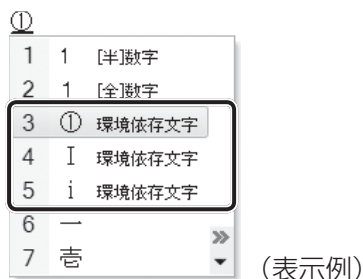 ①
1 1 [半]数字
2 1 [全]数字
3 ① 環境依存文字
4 Ⅰ 環境依存文字
5 ⅰ 環境依存文字
6 一
7 壱
(表示例)